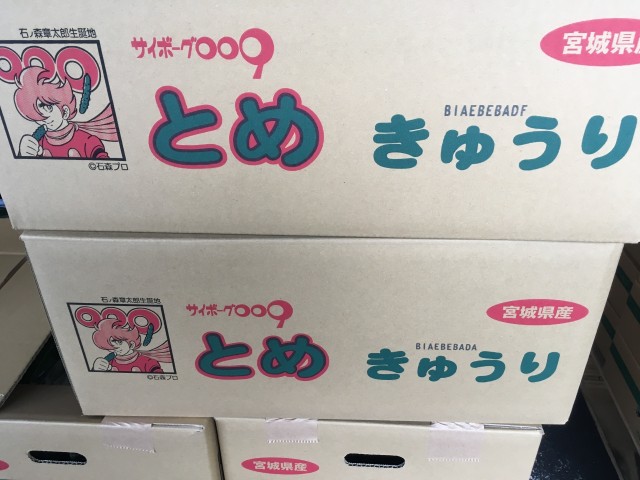 石ノ森章太郎生誕地
サイボーグ009
宮城県産
BIAEBEBADF
とめ きゅうり
©石森プロ
石ノ森章太郎生誕地
サイボーグ009
宮城県産
BIAEBEBADA
とめ きゅうり
©石森プロ
宮城県産